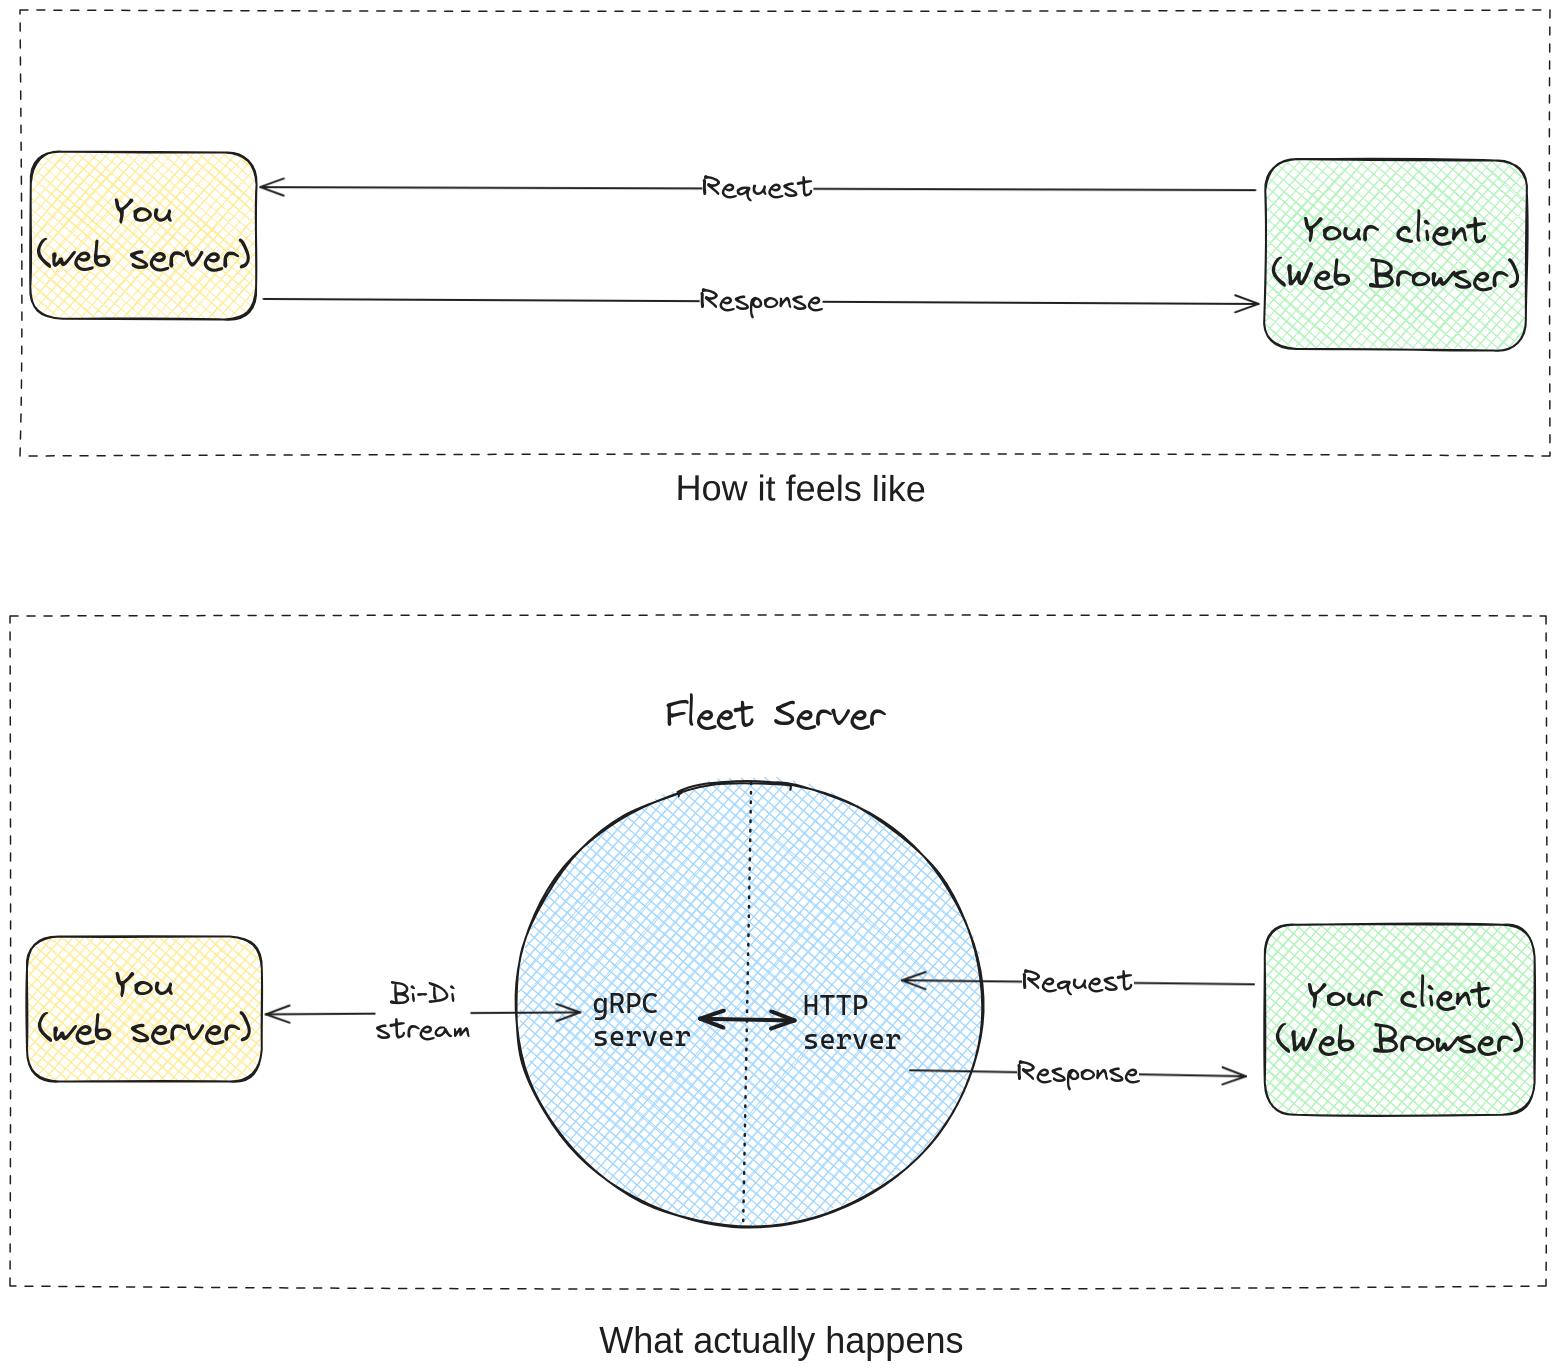 You
(web server)
Request
Response
Your client
(Web Browser)
How it feels like
Fleet Server
You
(web server)
Bi-Di
stream
gRPC
server
HTTP
server
Request
Response
Your client
(Web Browser)
What actually happens